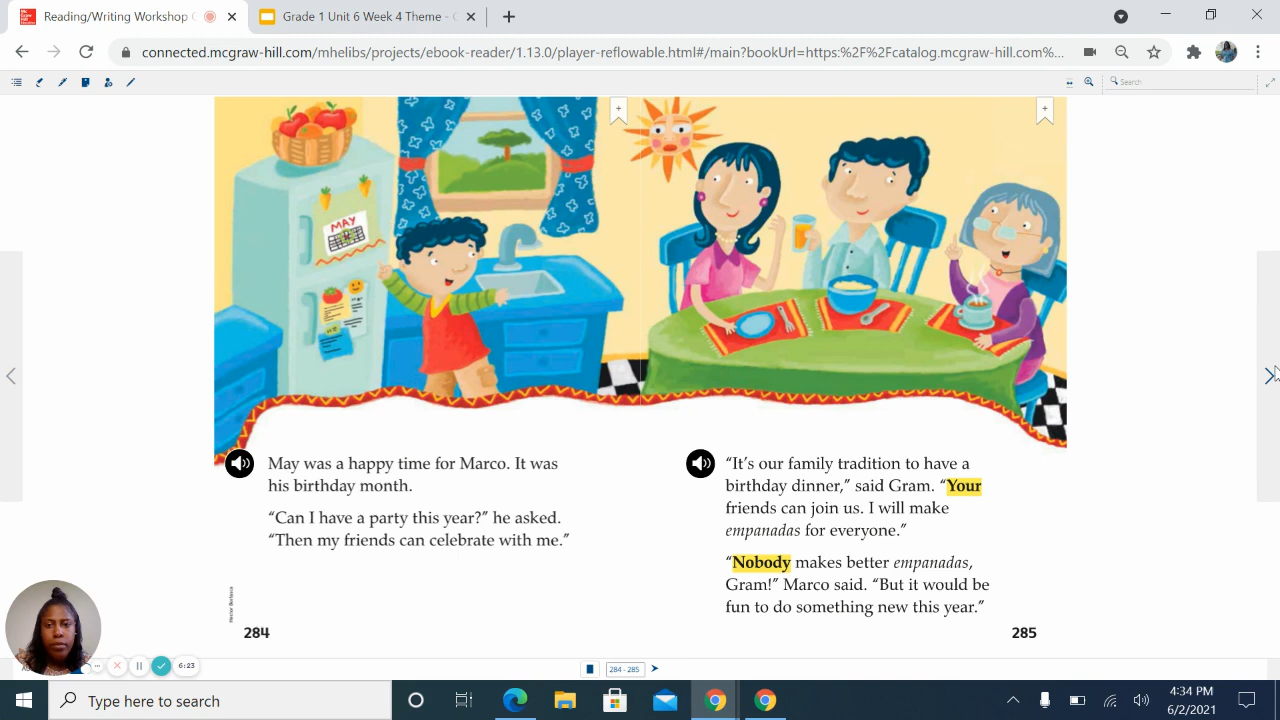 Reading/Writing Workshop
Grade 1 Unit 6 Week 4 Theme -
connected.mcgraw-hill.com/mhelibs/projects/ebook-reader/1.13.0/player-reflowable.html#/main?bookUrl=https:%2F%2Fcatalog.mcgraw-hill.com%...
Search
MAY
May was a happy time for Marco. It was
his birthday month.
“Can I have a party this year?” he asked.
“Then my friends can celebrate with me.”
284
“It’s our family tradition to have a
birthday dinner,” said Gram. “Your
friends can join us. I will make
empanadas for everyone.”
“Nobody makes better empanadas,
Gram!” Marco said. “But it would be
fun to do something new this year.”
285
6:23
284 - 285
Type here to search
4:34 PM
6/2/2021